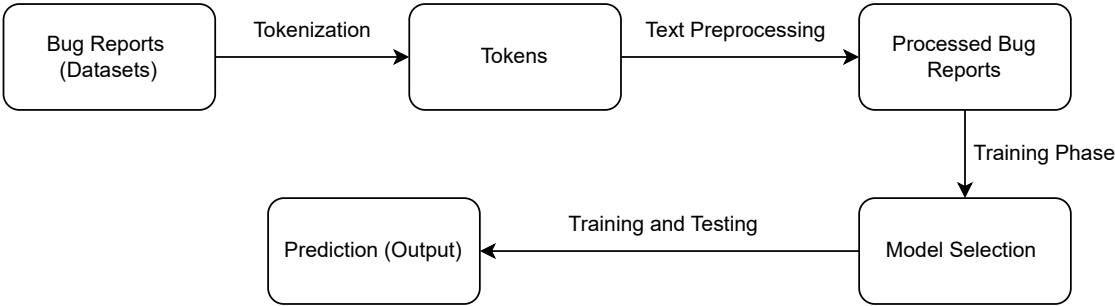 Bug Reports
(Datasets)
Tokenization
Tokens
Text Preprocessing
Processed Bug
Reports
Training Phase
Model Selection
Training and Testing
Prediction (Output)